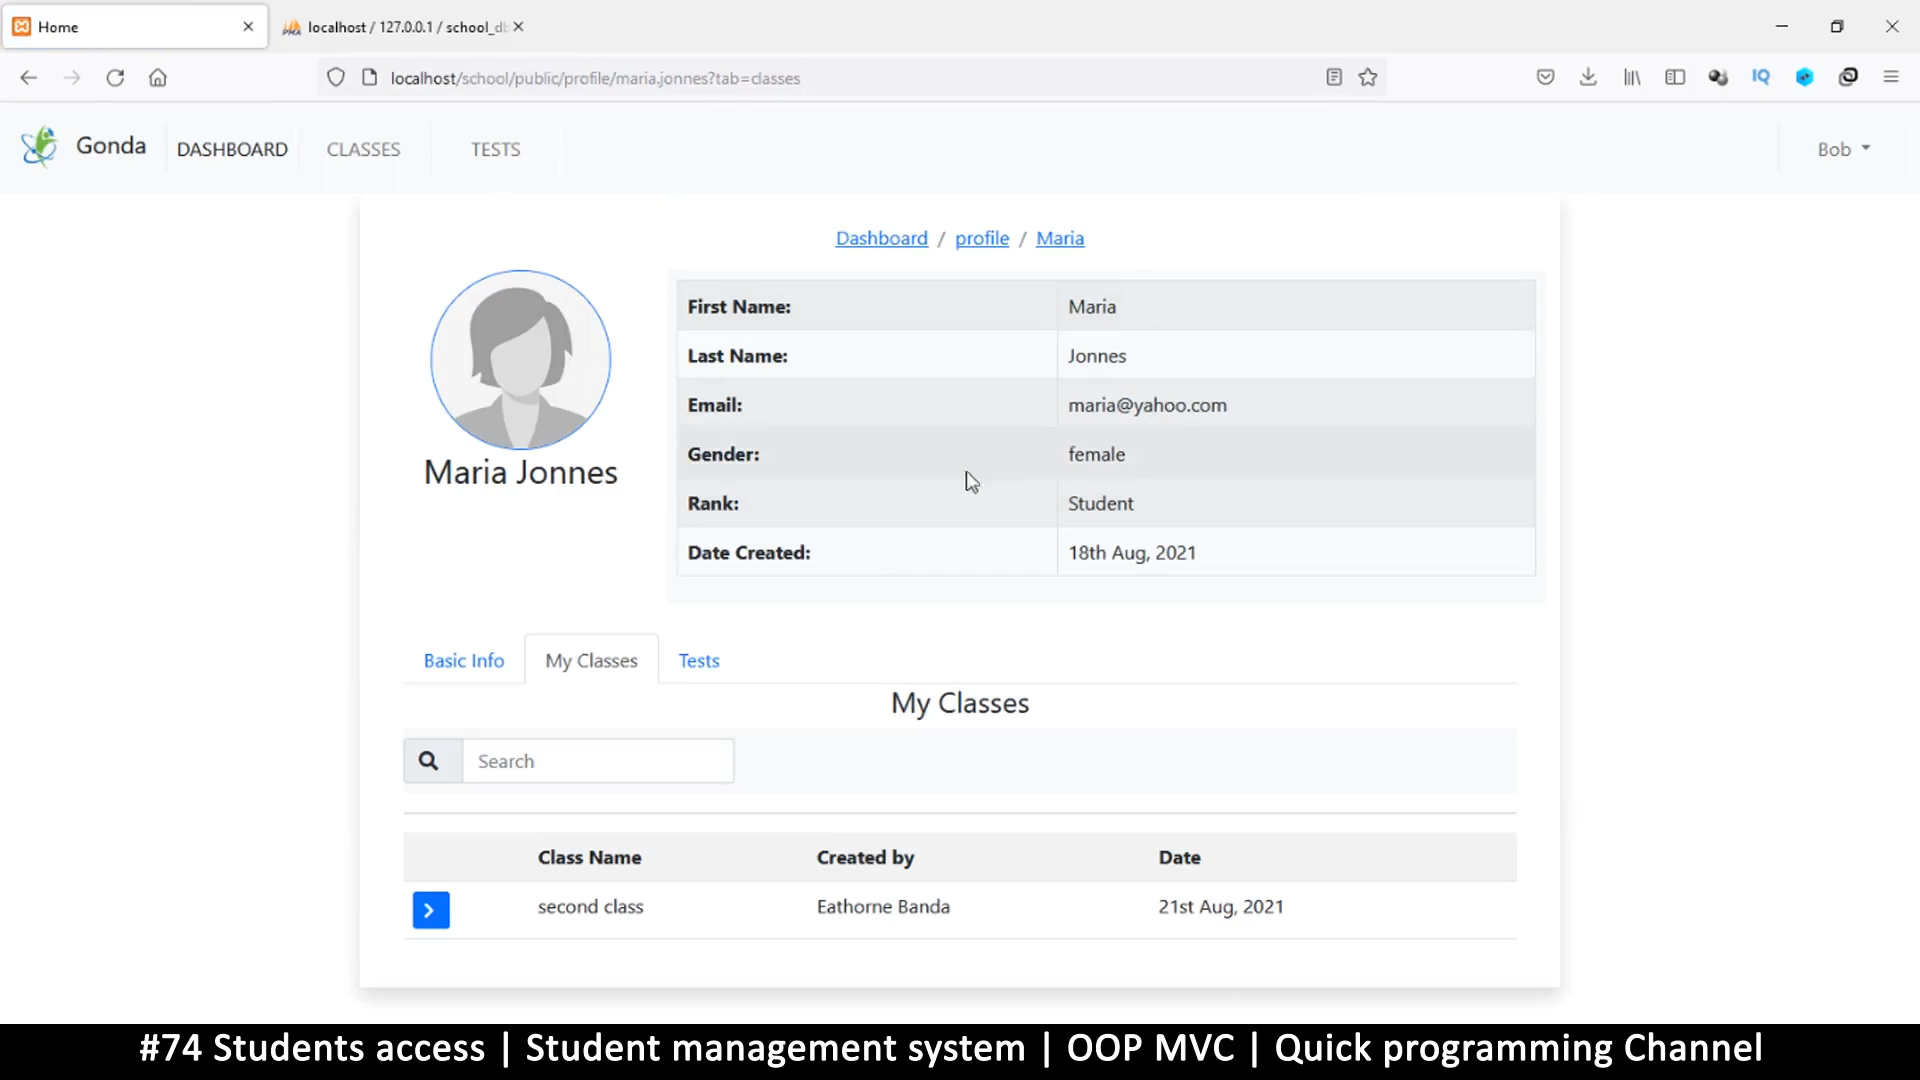 Home
localhost / 127.0.0.1 / school_d
localhost/school/public/profile/maria.jonnes?tab=classes
IQ
Gonda
DASHBOARD
CLASSES
TESTS
Bob
Dashboard / profile / Maria
First Name: Maria
Last Name: Jonnes
Email: maria@yahoo.com
Gender: female
Rank: Student
Date Created: 18th Aug, 2021
Maria Jonnes
Basic Info
My Classes
Tests
My Classes
Search
Class Name Created by Date
second class Eathorne Banda 21st Aug, 2021
#74 Students access | Student management system | OOP MVC | Quick programming Channel